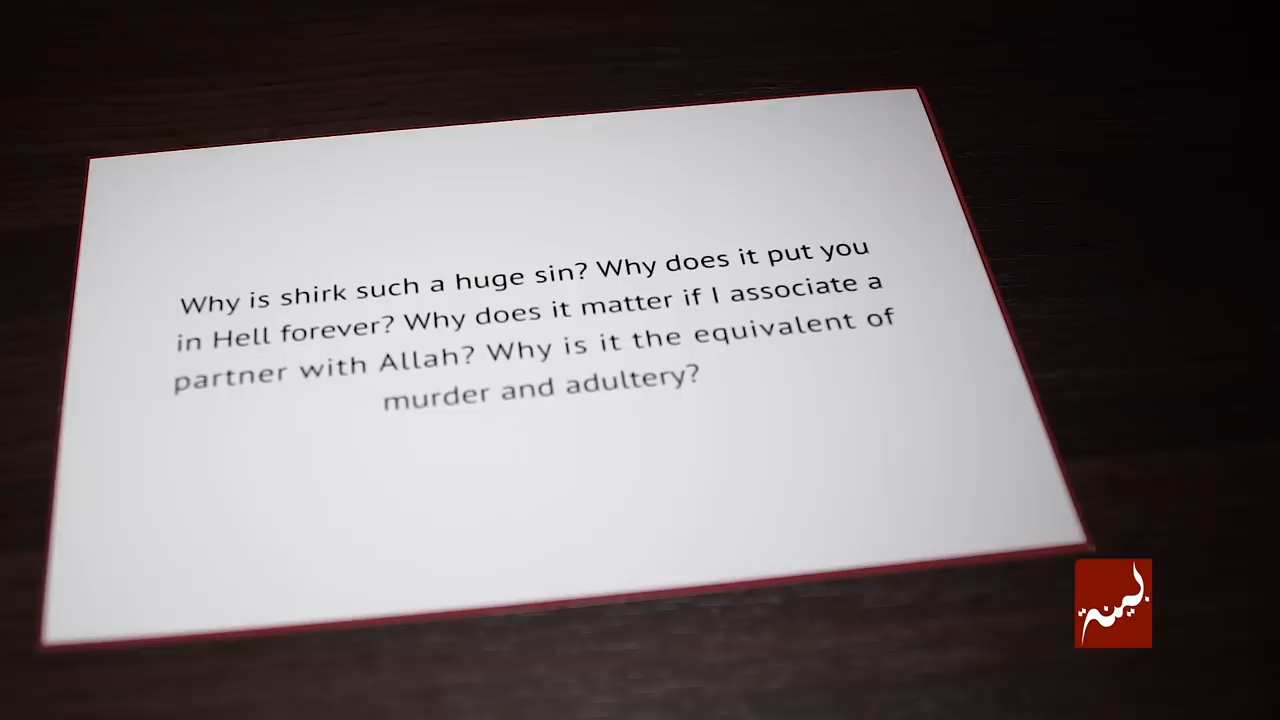 Why is shirk such a huge sin? Why does it put you
in Hell forever? Why does it matter if I associate a
partner with Allah? Why is it the equivalent of
murder and adultery?
بينة